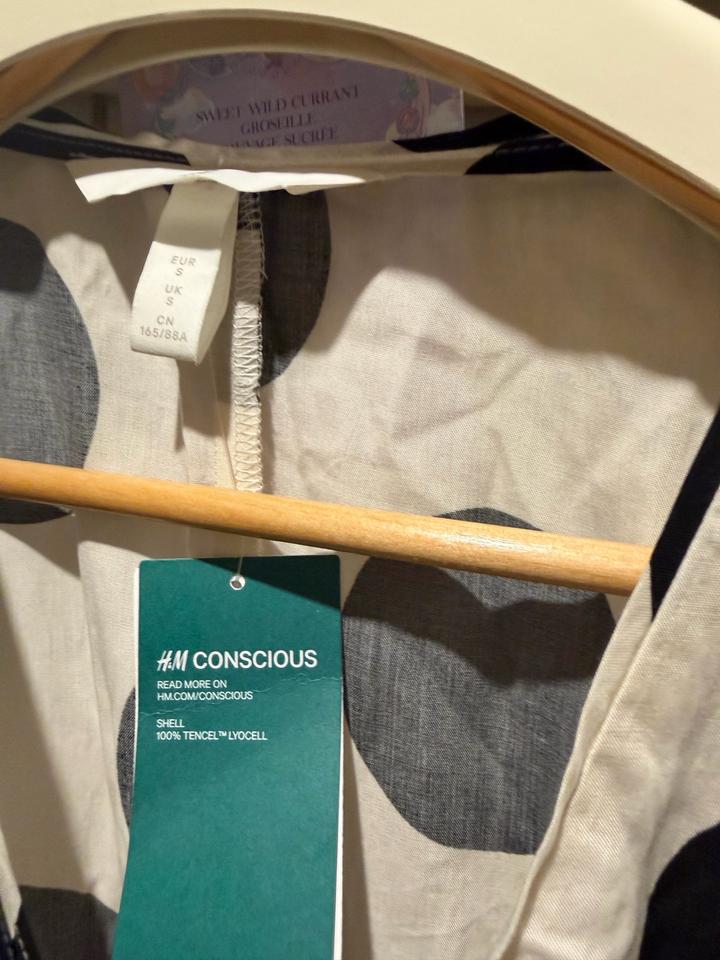 SWEET WILD CURRANT
GROSEILLE
SUCRÉE
EUR
S
UK
S
CN
165/88A
H&M CONSCIOUS
READ MORE ON
HM.COM/CONSCIOUS
SHELL
100% TENCEL™ LYOCELL